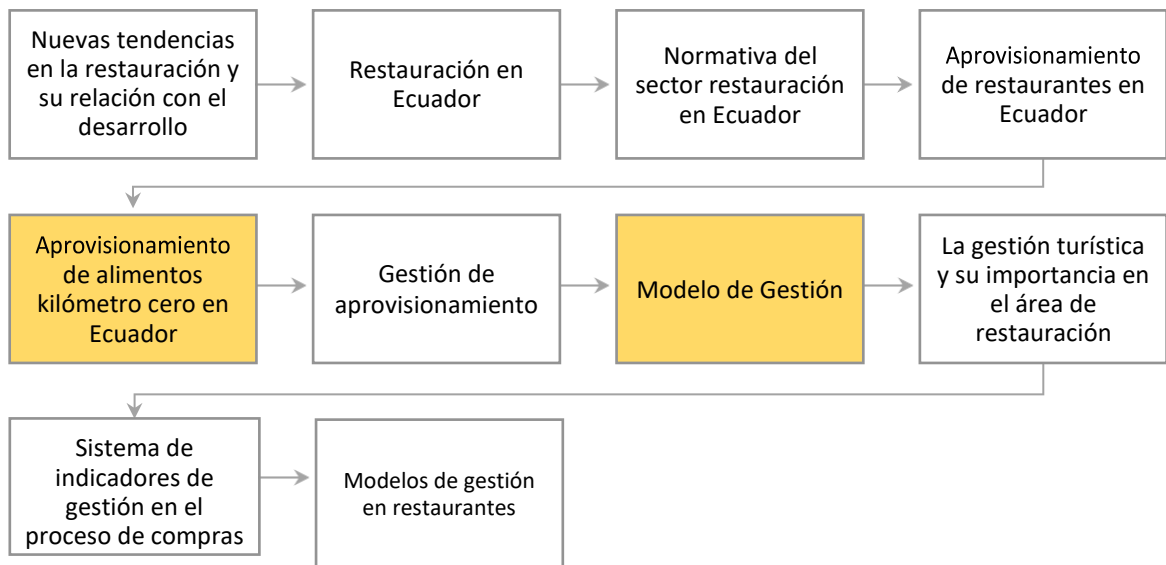 Nuevas tendencias
en la restauración y
su relación con el
desarrollo
Restauración en
Ecuador
Normativa del
sector restauración
en Ecuador
Aprovisionamiento
de restaurantes en
Ecuador
Aprovisionamiento
de alimentos
kilómetro cero en
Ecuador
Gestión de
aprovisionamiento
Modelo de Gestión
La gestión turística
y su importancia en
el área de
restauración
Sistema de
indicadores de
gestión en el
proceso de compras
Modelos de gestión
en restaurantes